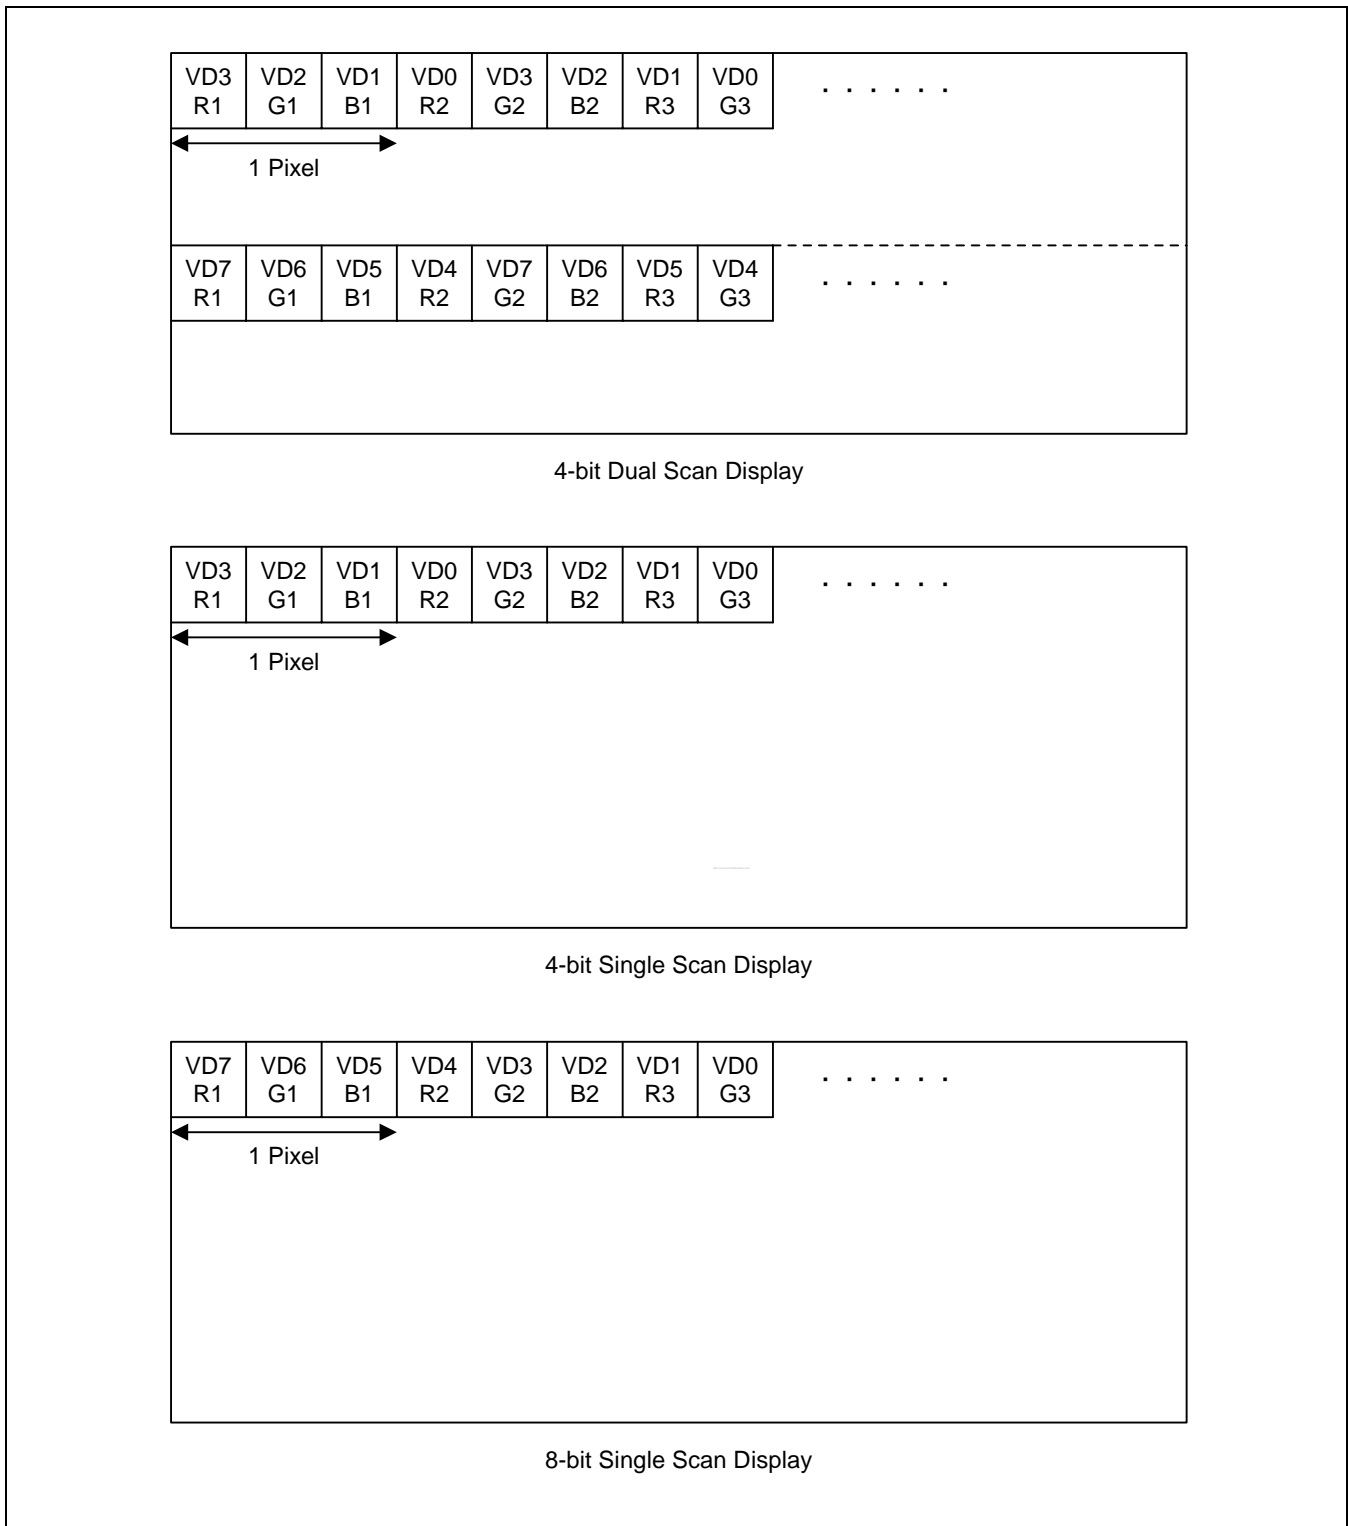 VD3 VD2 VD1 VD0 VD3 VD2 VD1 VD0 . . . . . .
R1 G1 B1 R2 G2 B2 R3 G3
1 Pixel
VD7 VD6 VD5 VD4 VD7 VD6 VD5 VD4 . . . . . .
R1 G1 B1 R2 G2 B2 R3 G3
4-bit Dual Scan Display
VD3 VD2 VD1 VD0 VD3 VD2 VD1 VD0 . . . . . .
R1 G1 B1 R2 G2 B2 R3 G3
1 Pixel
4-bit Single Scan Display
VD7 VD6 VD5 VD4 VD3 VD2 VD1 VD0 . . . . . .
R1 G1 B1 R2 G2 B2 R3 G3
1 Pixel
8-bit Single Scan Display